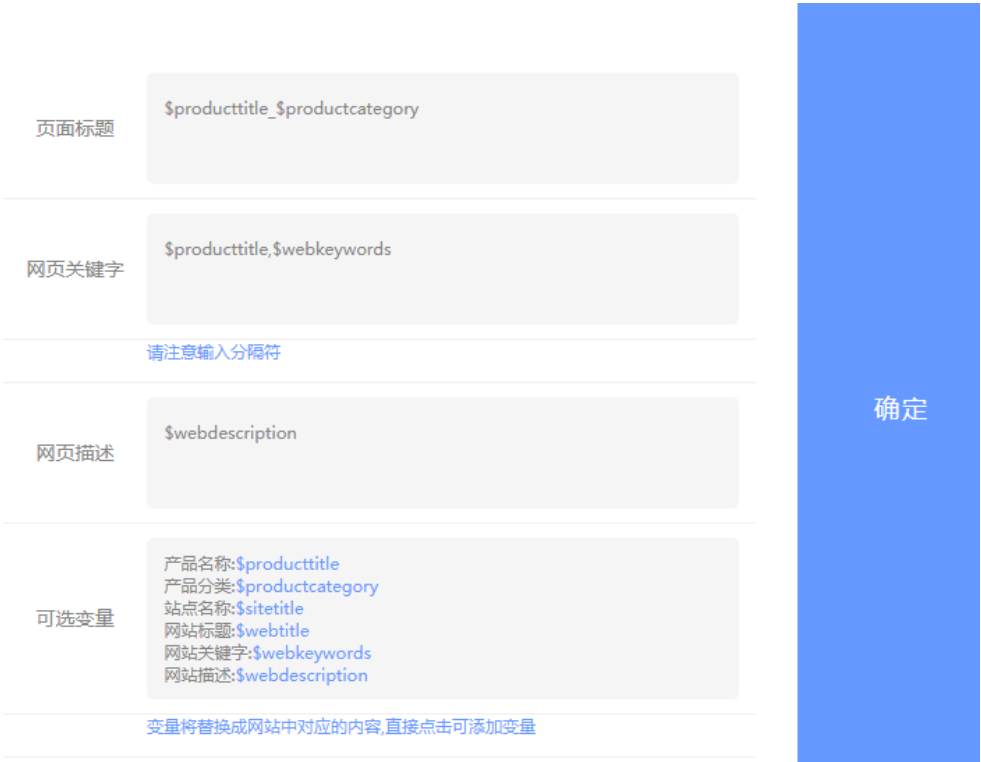 页面标题
$producttitle_$productcategory
网页关键字
$producttitle,$webkeywords
请注意输入分隔符
网页描述
$webdescription
可选变量
产品名称:$producttitle
产品分类:$productcategory
站点名称:$sitetitle
网站标题:$webtitle
网站关键字:$webkeywords
网站描述:$webdescription
变量将替换成网站中对应的内容,直接点击可添加变量
确定